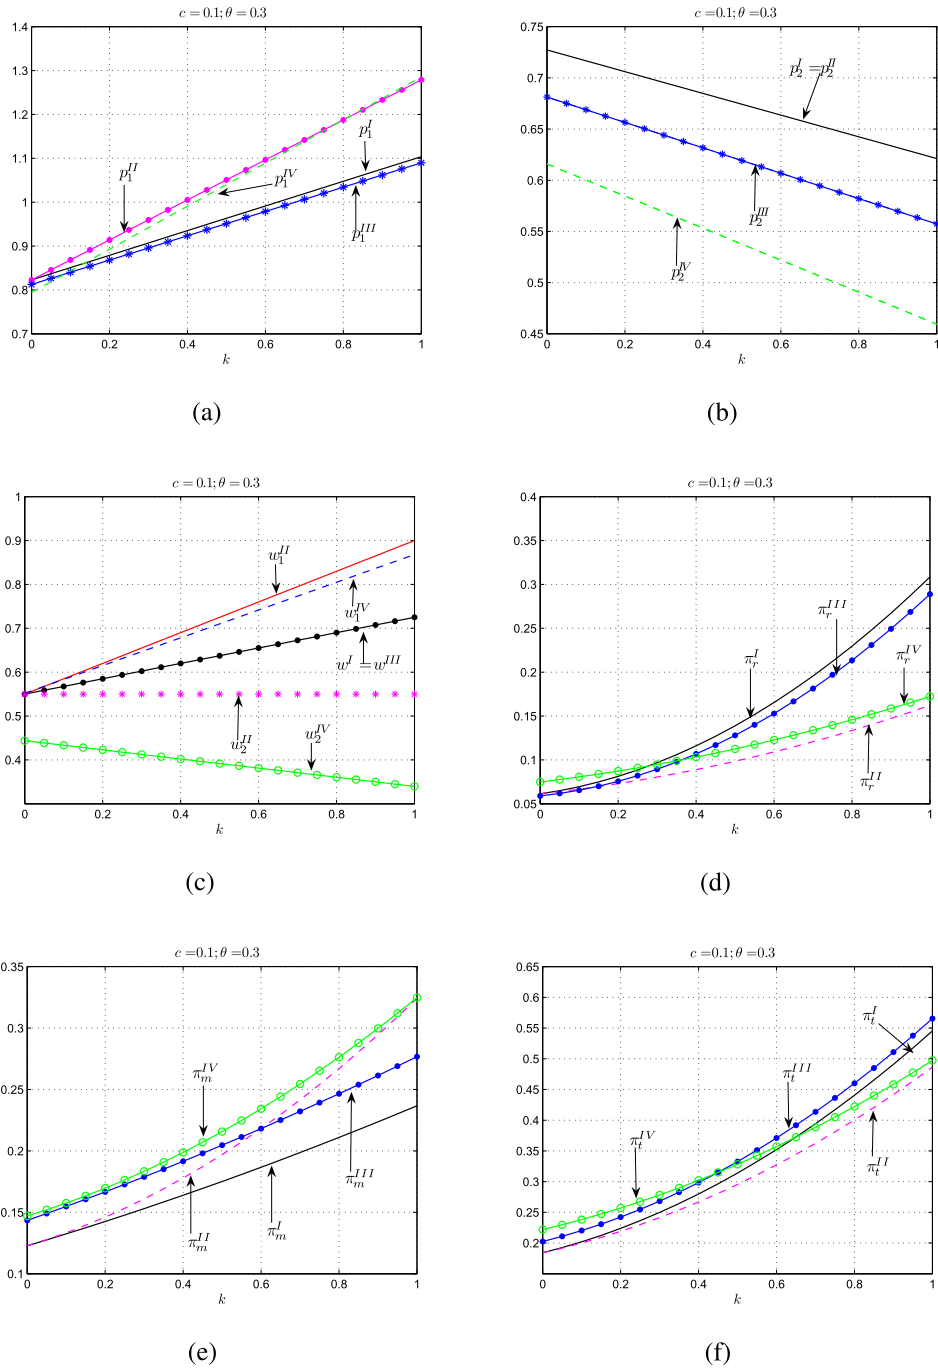 c = 0.1; θ = 0.3
1.4
1.3
1.2
1.1
1
0.9
0.8
0.7
0 0.2 0.4 0.6 0.8 1
k
p_1^I
p_1^{II}
p_1^{IV}
p_1^{III}
(a)
c =0.1; θ =0.3
0.75
0.7
0.65
0.6
0.55
0.5
0.45
0 0.2 0.4 0.6 0.8 1
k
p_2^I =p_2^{II}
p_2^{III}
p_2^{IV}
(b)
c = 0.1; θ = 0.3
1
0.9
0.8
0.7
0.6
0.5
0.4
0 0.2 0.4 0.6 0.8 1
k
w_1^{II}
w_1^{IV}
w^I = w^{III}
w_2^{II}
w_2^{IV}
(c)
c =0.1; θ =0.3
0.4
0.35
0.3
0.25
0.2
0.15
0.1
0.05
0 0.2 0.4 0.6 0.8 1
k
π_r^{III}
π_r^I
π_r^{IV}
π_r^{II}
(d)
c =0.1; θ =0.3
0.35
0.3
0.25
0.2
0.15
0.1
0 0.2 0.4 0.6 0.8 1
k
π_m^{IV}
π_m^{III}
π_m^{II}
π_m^I
(e)
c =0.1; θ =0.3
0.65
0.6
0.55
0.5
0.45
0.4
0.35
0.3
0.25
0.2
0 0.2 0.4 0.6 0.8 1
k
π_t^I
π_t^{III}
π_t^{IV}
π_t^{II}
(f)